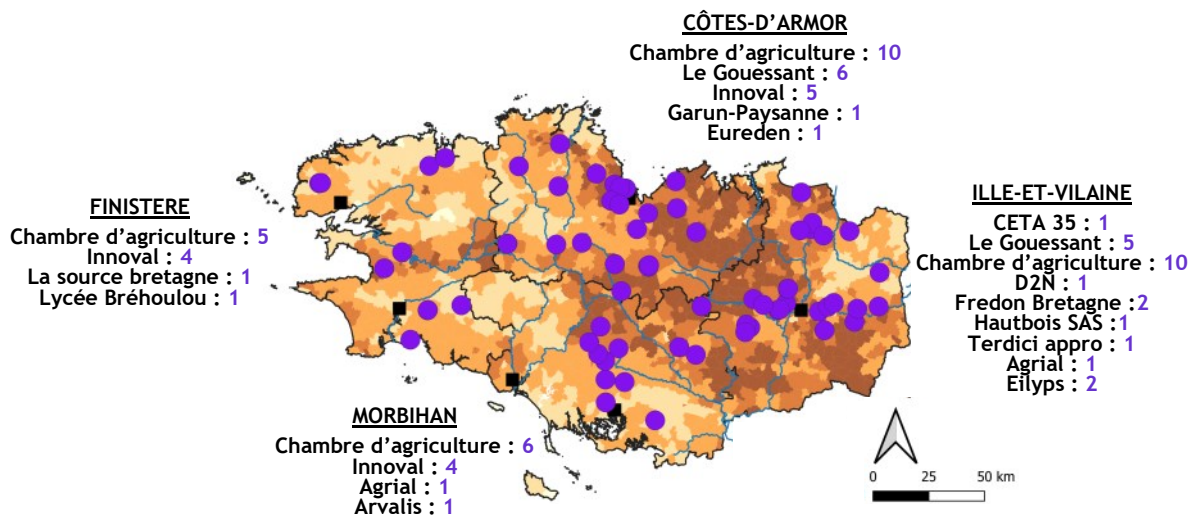 CÔTES-D’ARMOR
Chambre d’agriculture : 10
Le Gouessant : 6
Innoval : 5
Garun-Paysanne : 1
Eureden : 1
FINISTERE
Chambre d’agriculture : 5
Innoval : 4
La source bretagne : 1
Lycée Bréhoulou : 1
ILLE-ET-VILAINE
CETA 35 : 1
Le Gouessant : 5
Chambre d’agriculture : 10
D2N : 1
Fredon Bretagne :2
Hautbois SAS :1
Terdici appro : 1
Agrial : 1
Eilyps : 2
MORBIHAN
Chambre d’agriculture : 6
Innoval : 4
Agrial : 1
Arvalis : 1
0 25 50 km